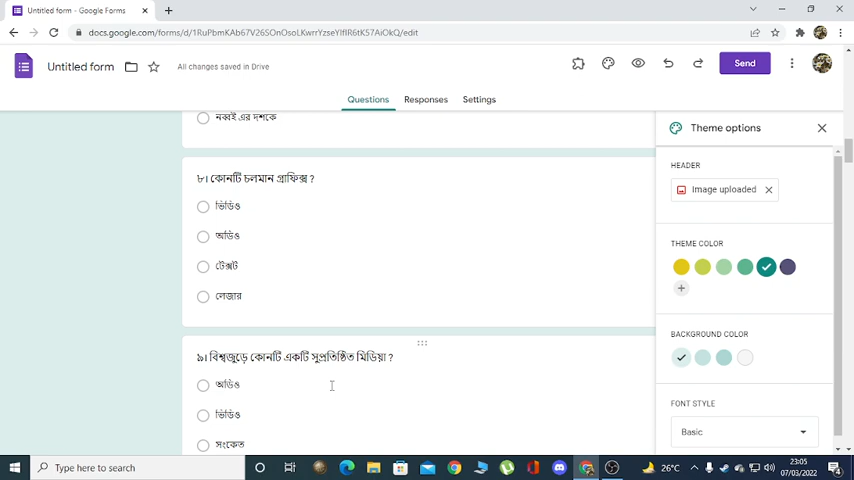 Untitled form - Google Forms
docs.google.com/forms/d/1RuPbmKAb67V26SOnOsoLKwrrYzseYIfIR6tK57AiOkQ/edit
Untitled form
All changes saved in Drive
Send
Questions
Responses
Settings
নব্বই এর দশকে
৮। কোনটি চলমান গ্রাফিক্স ?
ভিডিও
অডিও
টেক্সট
লেজার
৯। বিশ্বজুড়ে কোনটি একটি সুপ্রতিষ্ঠিত মিডিয়া ?
অডিও
ভিডিও
সংকেত
Theme options
HEADER
Image uploaded
THEME COLOR
BACKGROUND COLOR
FONT STYLE
Basic
Type here to search
26°C
23:05
07/03/2022
4